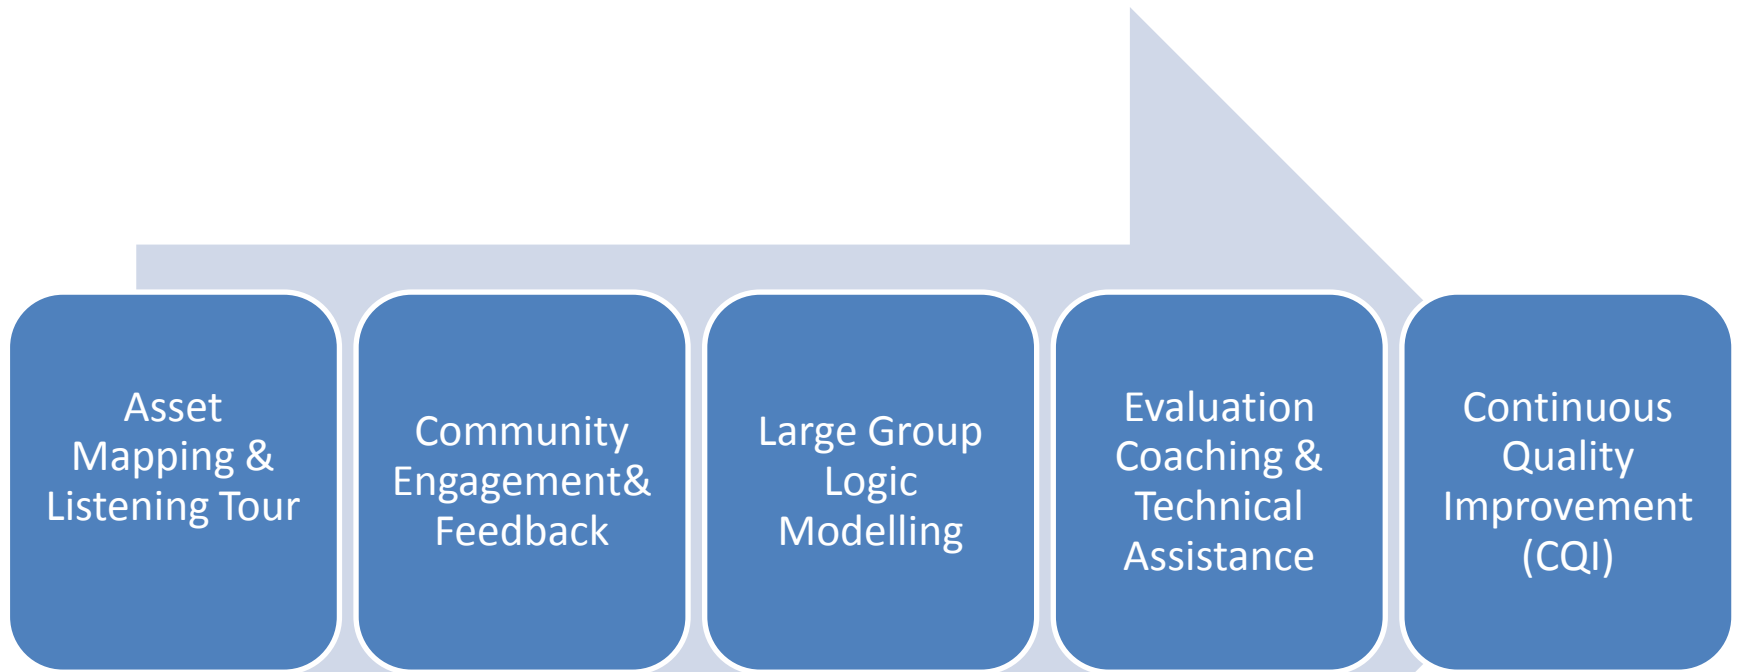 Asset
Mapping &
Listening Tour
Community
Engagement&
Feedback
Large Group
Logic
Modelling
Evaluation
Coaching &
Technical
Assistance
Continuous
Quality
Improvement
(CQI)